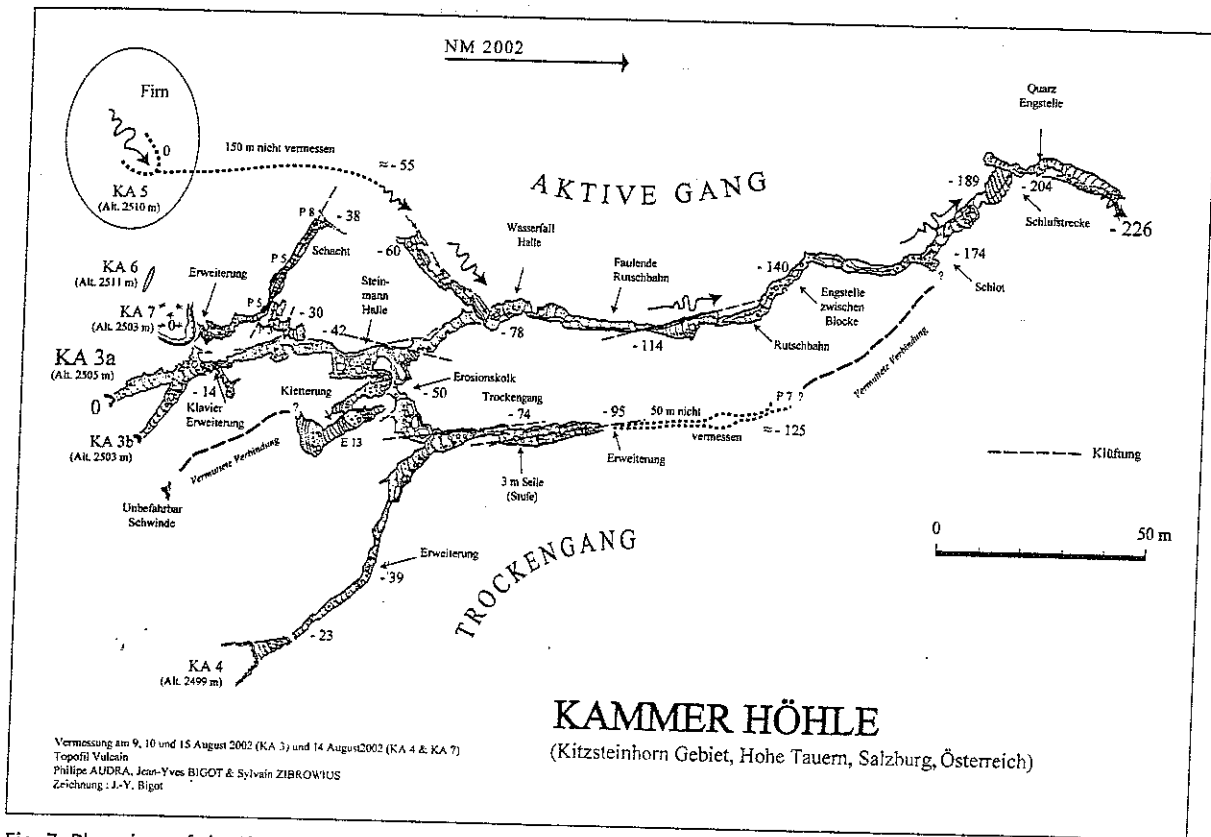 NM 2002
Firn
0
KA 5
(Alt. 2510 m)
150 m nicht vermessen
≈ - 55
AKTIVE GANG
Quarz
Engstelle
- 189
- 204
Schlufstrecke
- 226
- 174
Schlot
?
P 8
- 38
Schacht
P 5
- 60
Wasserfall
Halle
Faulende
Rutschbahn
- 140
Engstelle
zwischen
Blocke
KA 6
(Alt. 2511 m)
Erweiterung
Stein-
mann
Halle
KA 7
(Alt. 2503 m)
0
P 5
- 30
- 42
- 78
- 114
Rutschbahn
KA 3a
(Alt. 2505 m)
0
- 14
Klavier
Erweiterung
Kletterung
?
- 50
Erosionskolk
Trockengang
- 74
- 95
50 m nicht
vermessen
P 7 ?
≈ - 125
Vermutete Verbindung
KA 3b
(Alt. 2503 m)
Vermutete Verbindung
E 13
3 m Seile
(Stufe)
Erweiterung
Klüftung
Unbefahrbar
Schwinde
0
50 m
TROCKENGANG
Erweiterung
- 39
- 23
KA 4
(Alt. 2499 m)
KAMMER HÖHLE
(Kitzsteinhorn Gebiet, Hohe Tauern, Salzburg, Österreich)
Vermessung am 9, 10 und 15 August 2002 (KA 3) und 14 August2002 (KA 4 & KA 7)
Topofil Vulcain
Philipe AUDRA, Jean-Yves BIGOT & Sylvain ZIBROWIUS
Zeichnung : J.-Y. Bigot